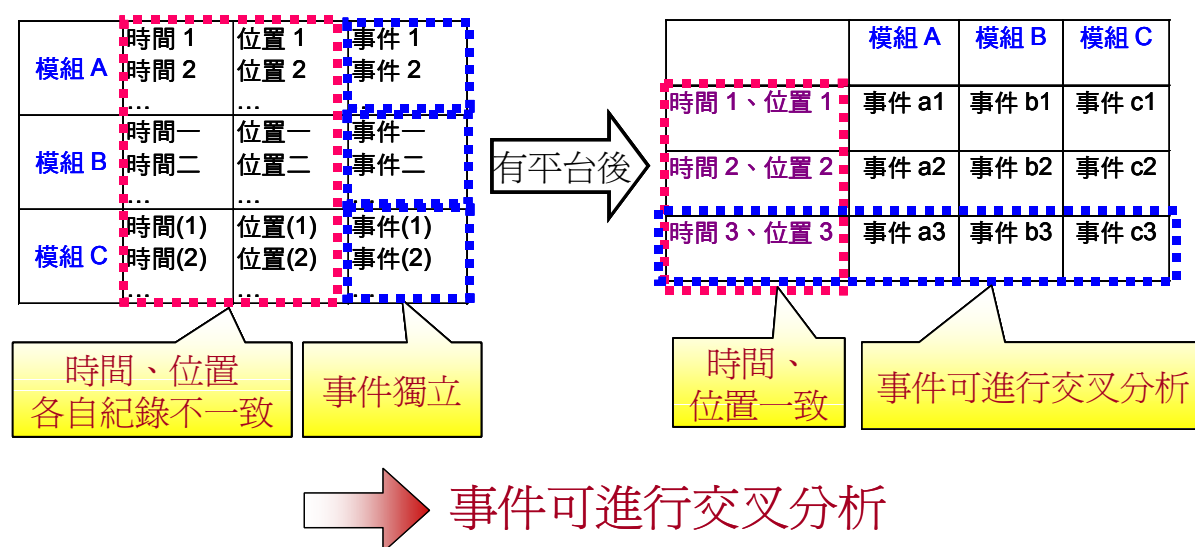 時間 1 位置 1 事件 1
模組 A 時間 2 位置 2 事件 2
… …
時間一 位置一 事件一
模組 B 時間二 位置二 事件二
… … …
時間(1) 位置(1) 事件(1)
模組 C 時間(2) 位置(2) 事件(2)
… … …
時間、位置
各自紀錄不一致
事件獨立
有平台後
模組 A 模組 B 模組 C
時間 1、位置 1 事件 a1 事件 b1 事件 c1
時間 2、位置 2 事件 a2 事件 b2 事件 c2
時間 3、位置 3 事件 a3 事件 b3 事件 c3
時間、
位置一致
事件可進行交叉分析
事件可進行交叉分析